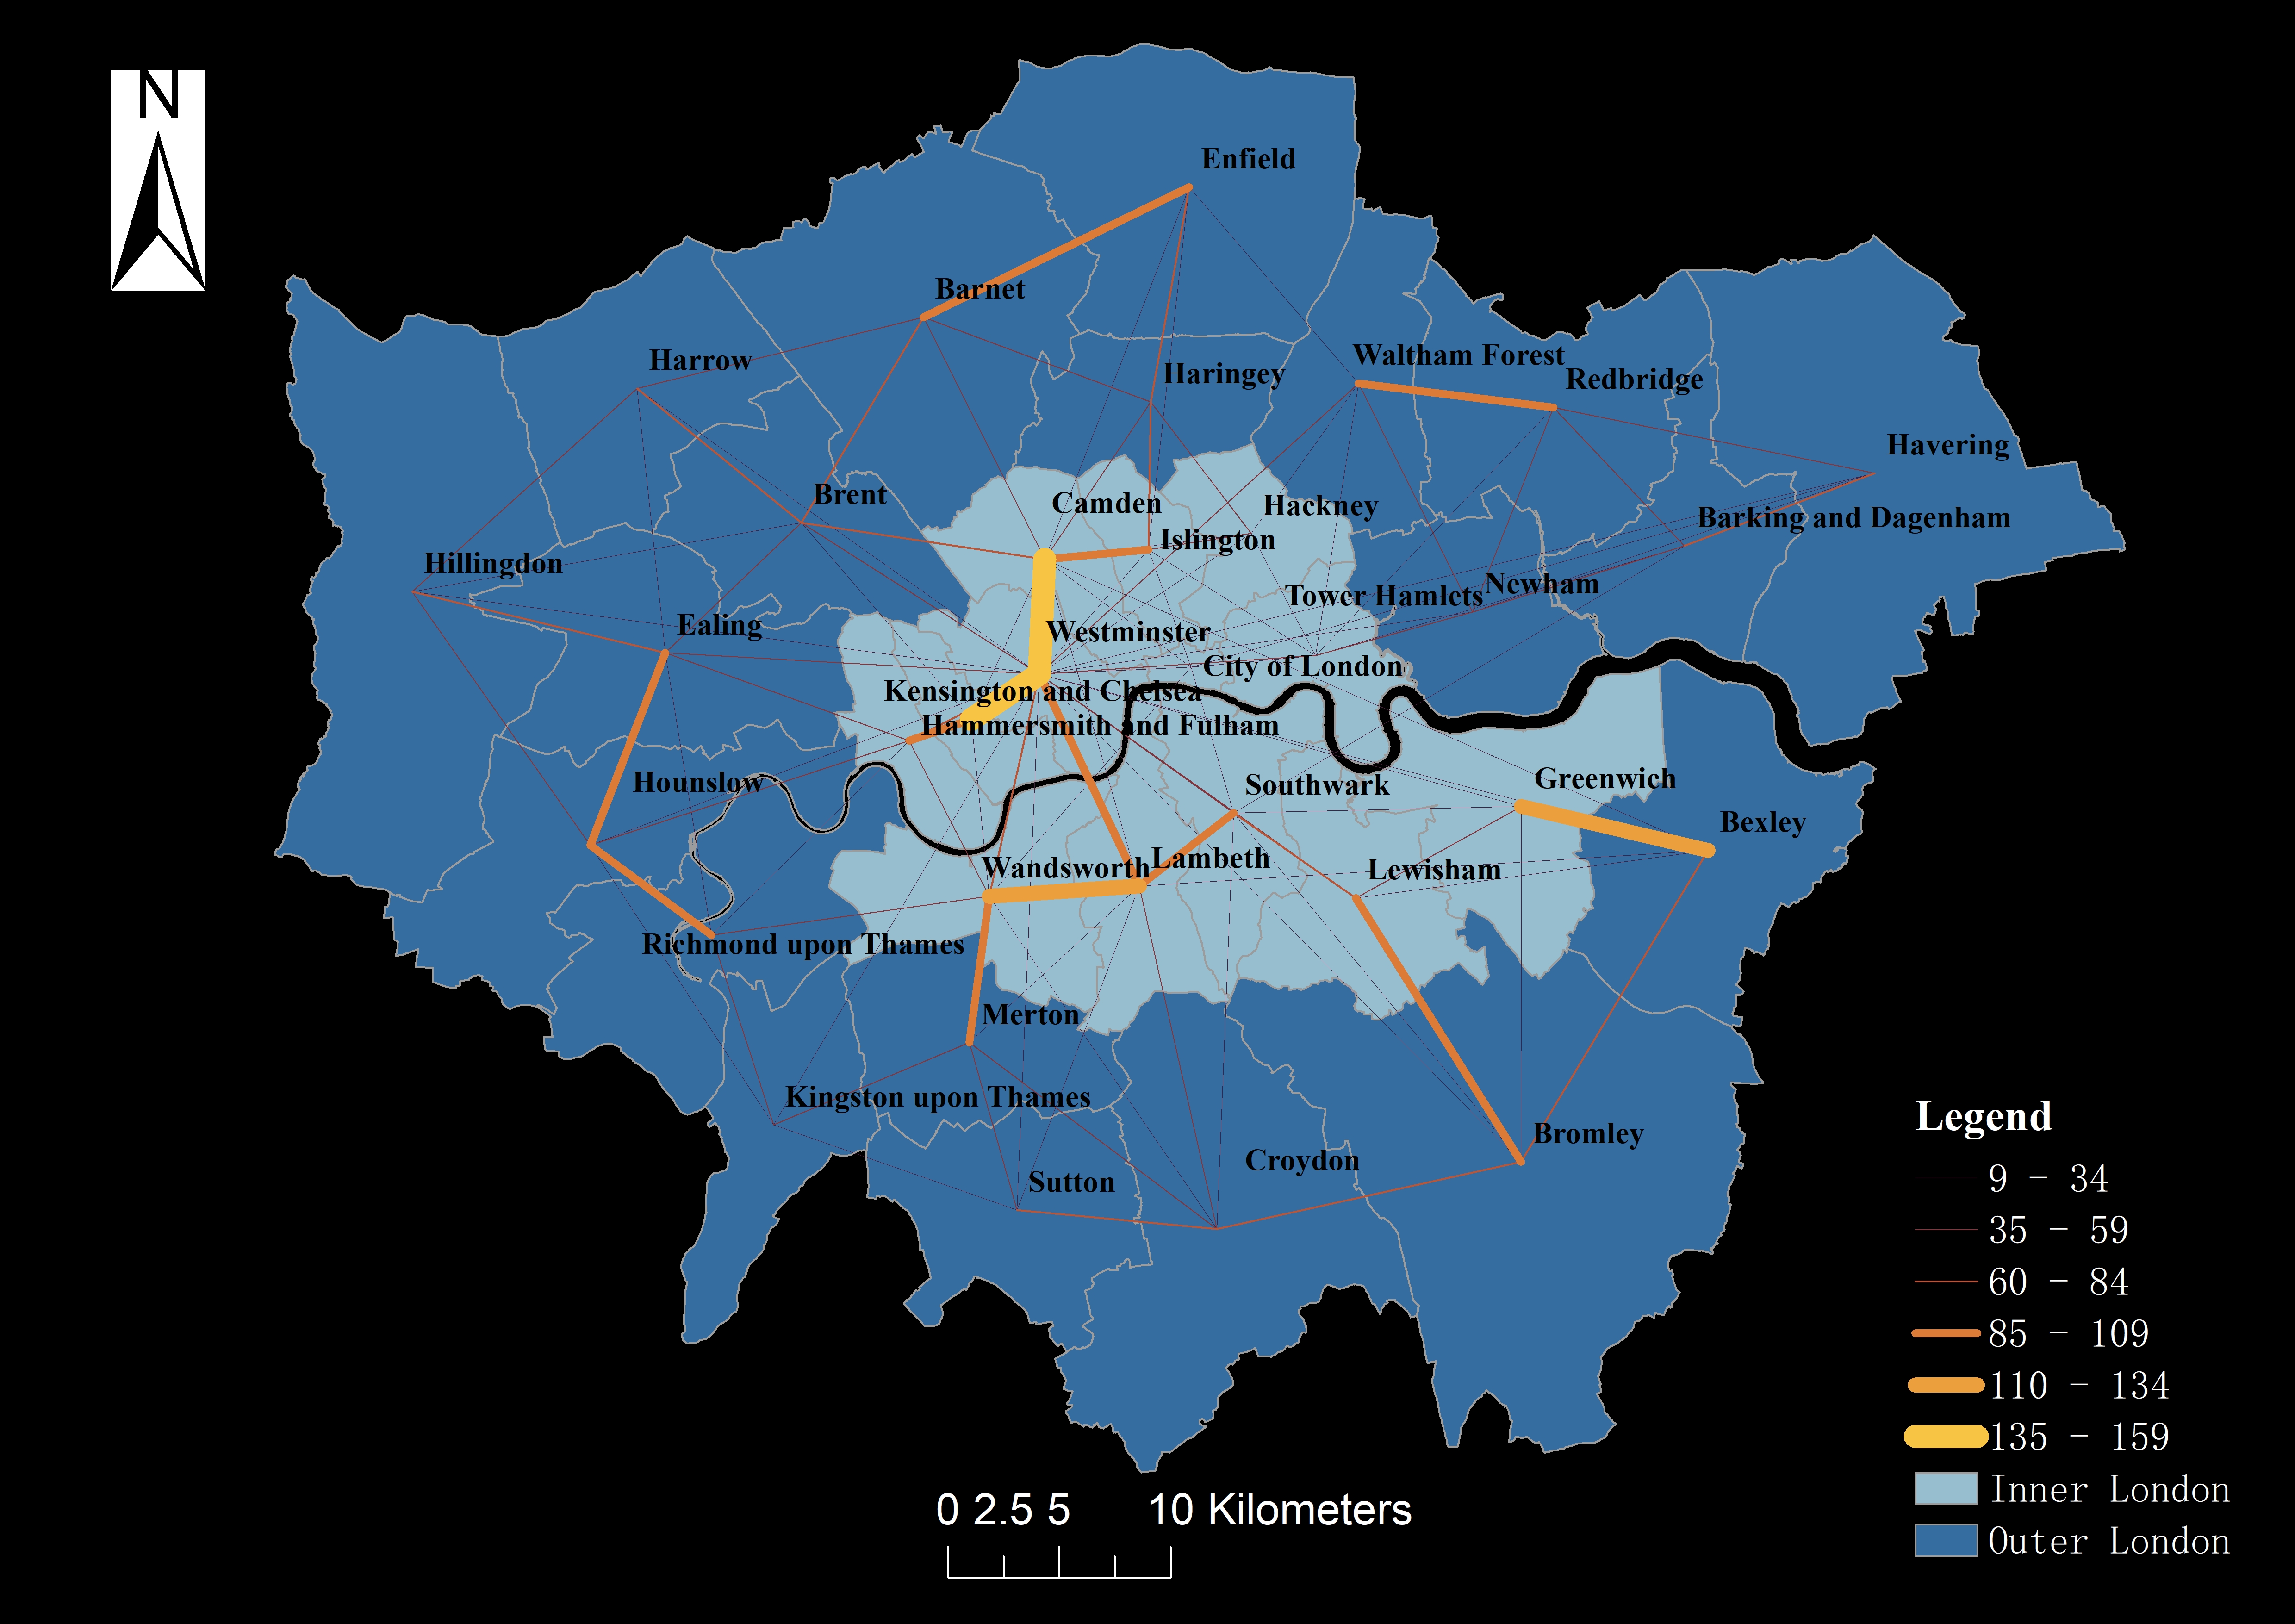 N
Enfield
Barnet
Harrow
Haringey
Waltham Forest
Redbridge
Havering
Brent
Camden
Hackney
Barking and Dagenham
Islington
Hillingdon
Tower Hamlets
Newham
Ealing
Westminster
City of London
Kensington and Chelsea
Hammersmith and Fulham
Hounslow
Southwark
Greenwich
Bexley
Wandsworth
Lambeth
Lewisham
Richmond upon Thames
Merton
Kingston upon Thames
Bromley
Croydon
Sutton
Legend
9 - 34
35 - 59
60 - 84
85 - 109
110 - 134
135 - 159
Inner London
Outer London
0 2.5 5 10 Kilometers